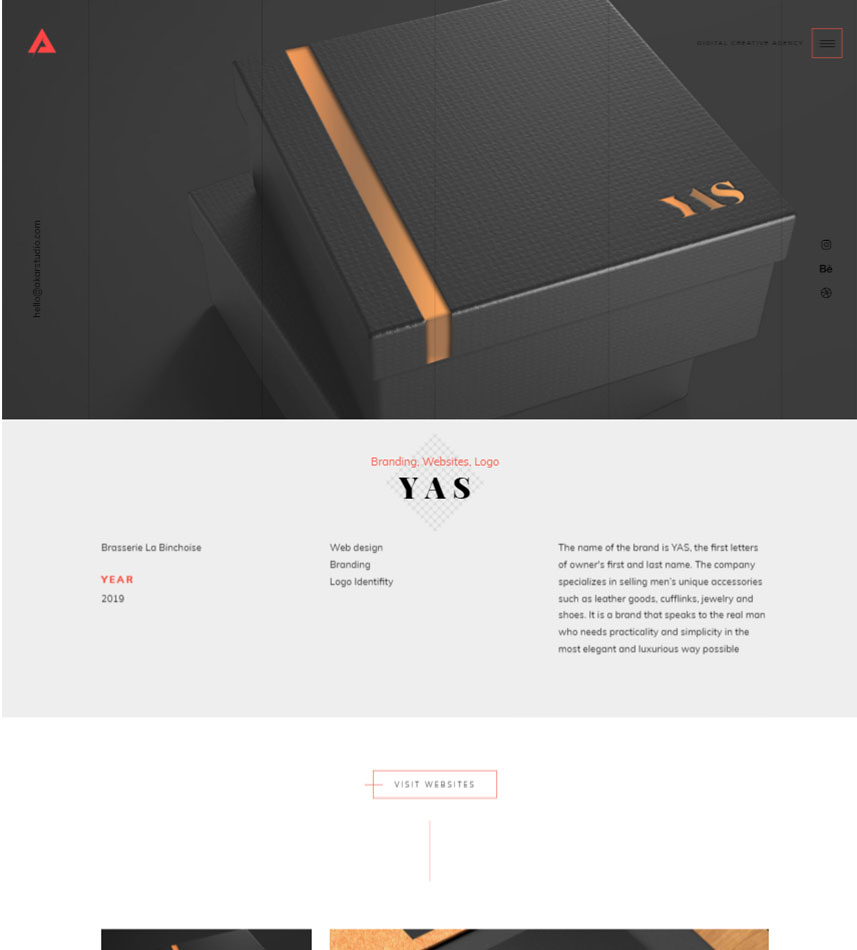 DIGITAL CREATIVE AGENCY
YAS
hello@akarstudio.com
Bē
Branding, Websites, Logo
YAS
Brasserie La Binchoise
YEAR
2019
Web design
Branding
Logo Identifity
The name of the brand is YAS, the first letters
of owner's first and last name. The company
specializes in selling men's unique accessories
such as leather goods, cufflinks, jewelry and
shoes. It is a brand that speaks to the real man
who needs practicality and simplicity in the
most elegant and luxurious way possible
VISIT WEBSITES